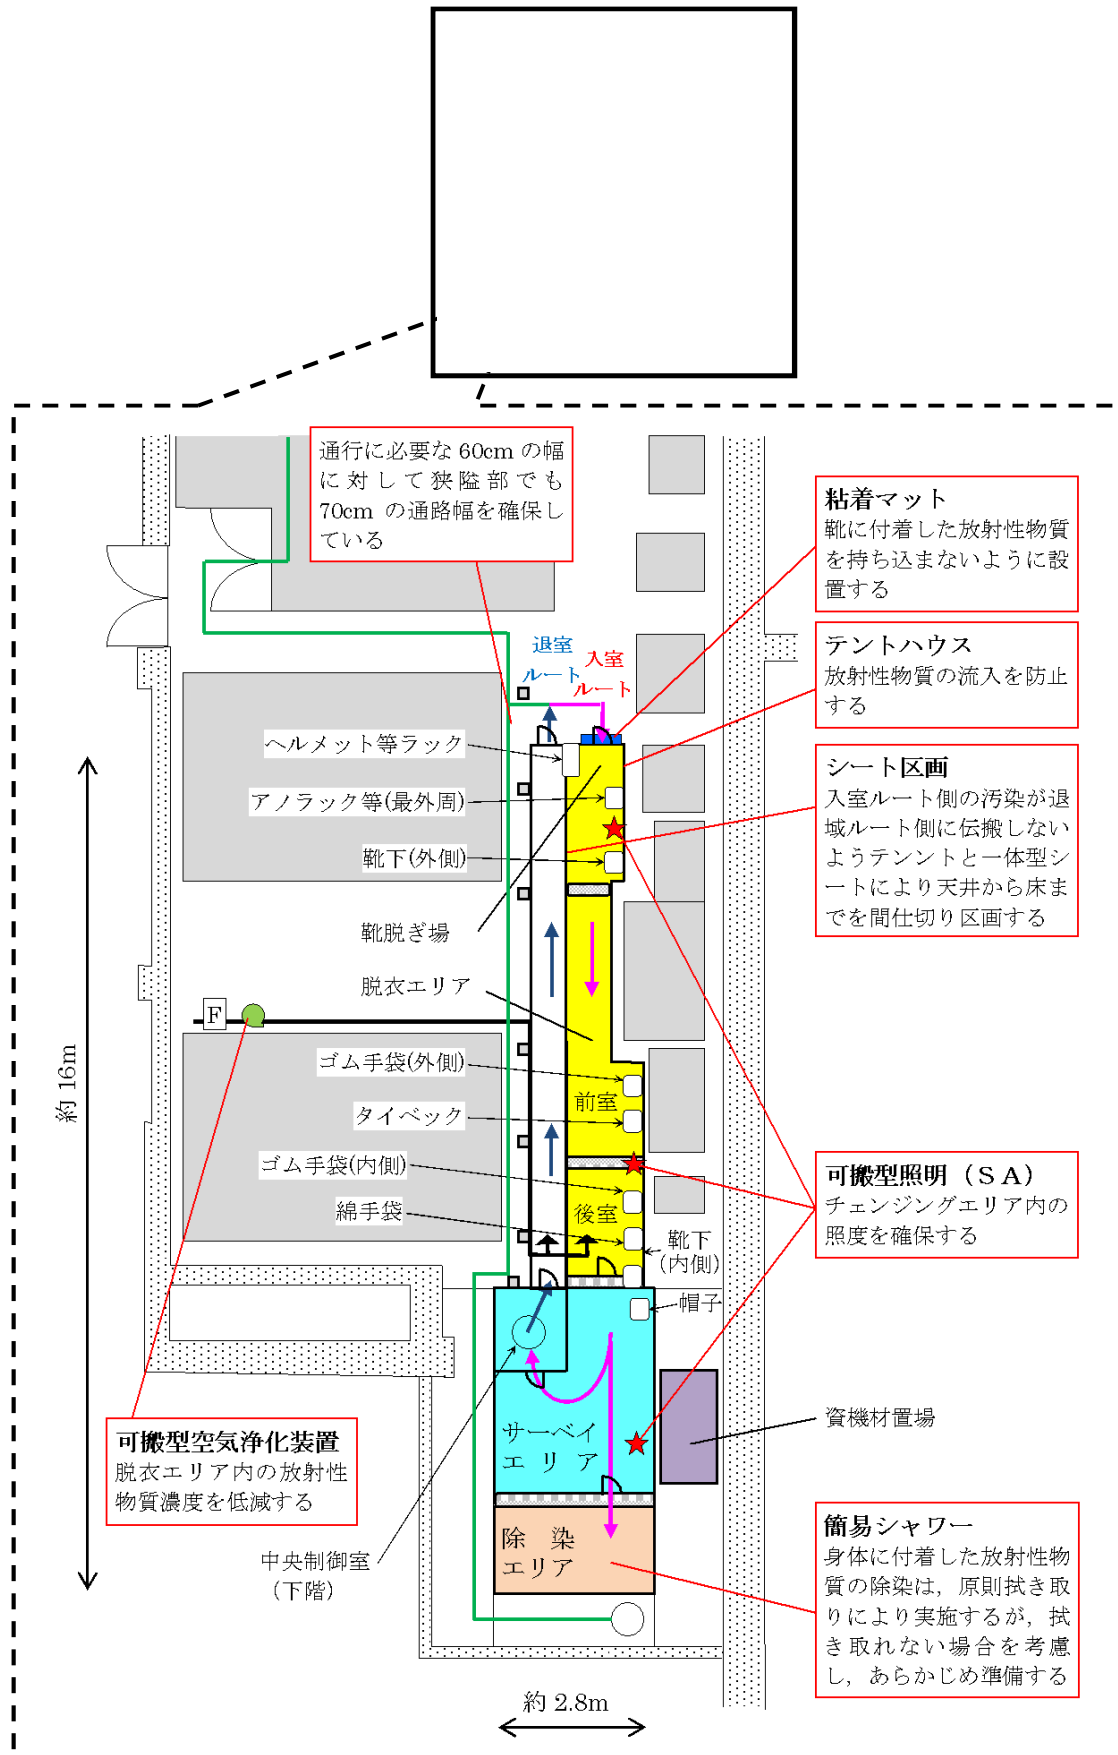 通行に必要な 60cm の幅
に対して狭隘部でも
70cm の通路幅を確保し
ている
粘着マット
靴に付着した放射性物質
を持ち込まないように設
置する
退室
ルート
入室
ルート
テントハウス
放射性物質の流入を防止
する
ヘルメット等ラック
アノラック等(最外周)
靴下(外側)
シート区画
入室ルート側の汚染が退
域ルート側に伝搬しない
ようテンントと一体型シ
ートにより天井から床ま
でを間仕切り区画する
靴脱ぎ場
脱衣エリア
F
約 16m
ゴム手袋(外側)
前室
タイベック
ゴム手袋(内側)
後室
綿手袋
靴下
(内側)
帽子
可搬型照明（ＳＡ）
チェンジングエリア内の
照度を確保する
サーベイ
エ リ ア
資機材置場
可搬型空気浄化装置
脱衣エリア内の放射性
物質濃度を低減する
除 染
エリア
中央制御室
（下階）
簡易シャワー
身体に付着した放射性物
質の除染は，原則拭き取
りにより実施するが，拭
き取れない場合を考慮
し，あらかじめ準備する
約 2.8m